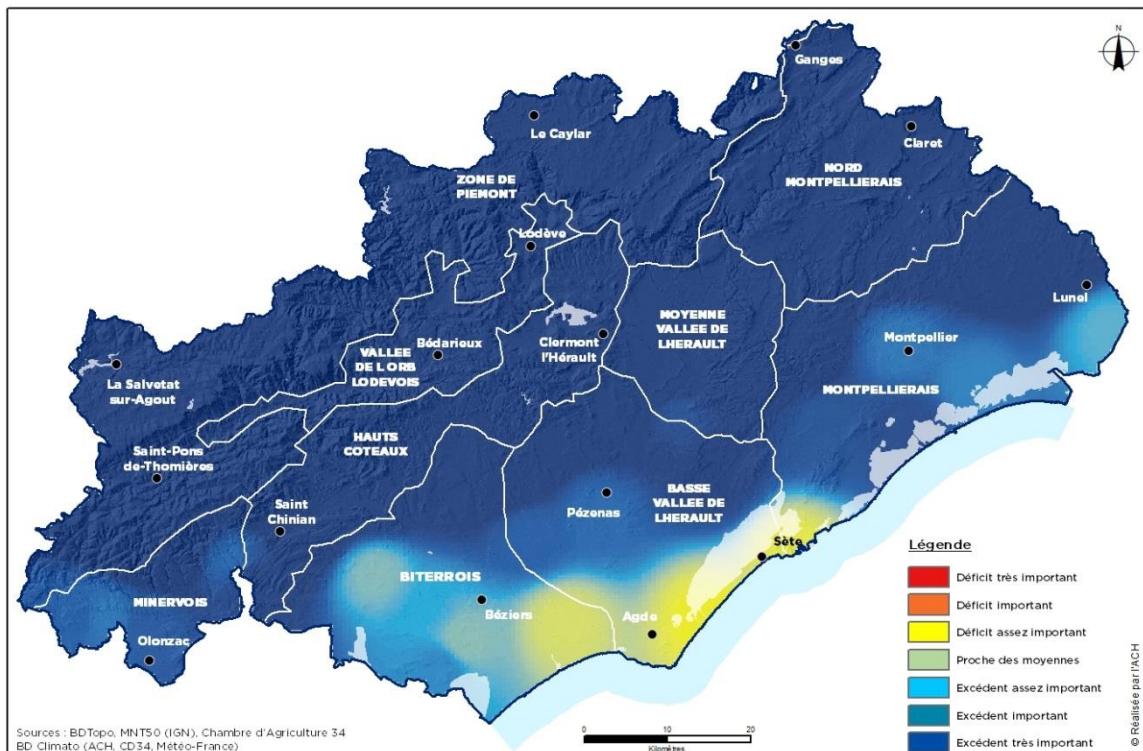 Ganges
Le Caylar
Claret
ZONE DE
PIEMONT
NORD
MONTPELLIERAIS
Lodève
Lunel
MOYENNE
VALLEE DE
LHERAULT
Clermont
l'Hérault
Montpellier
Bédarieux
VALLEE
DE L ORB
LODEVOIS
La Salvetat
sur-Agout
MONTPELLIERAIS
HAUTS
COTEAUX
Saint-Pons
de-Thomières
BASSE
VALLEE DE
LHERAULT
Pézenas
Saint
Chinian
Sète
BITERROIS
MINERVOIS
Béziers
Agde
Olonzac
Légende
Déficit très important
Déficit important
Déficit assez important
Proche des moyennes
Excédent assez important
Excédent important
Excédent très important
Sources : BDTopo, MNT50 (IGN), Chambre d'Agriculture 34
BD Climato (ACH, CD34, Météo-France)
0 10 20
Kilomètres
© Réalisée par l'ACH